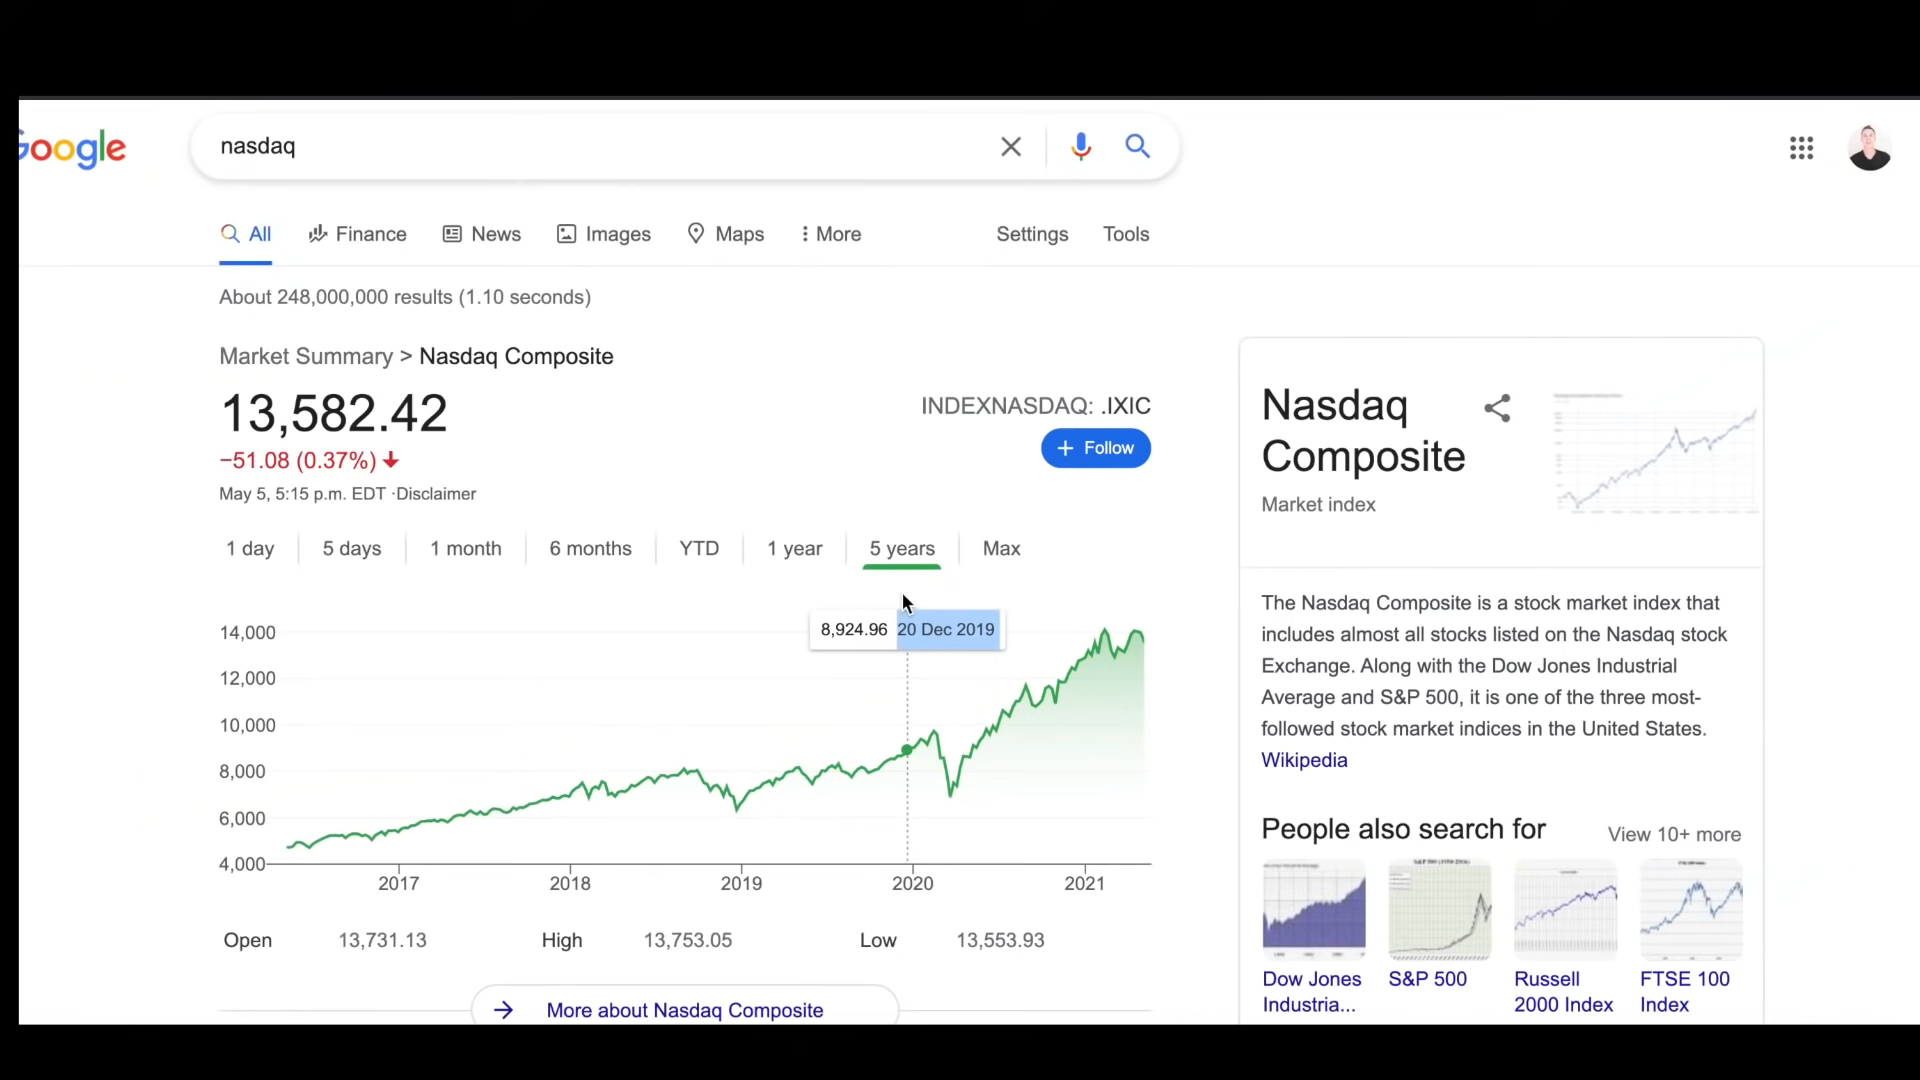 Google
nasdaq
All
Finance
News
Images
Maps
More
Settings
Tools
About 248,000,000 results (1.10 seconds)
Market Summary > Nasdaq Composite
13,582.42
−51.08 (0.37%)
May 5, 5:15 p.m. EDT ·Disclaimer
INDEXNASDAQ: .IXIC
+ Follow
1 day
5 days
1 month
6 months
YTD
1 year
5 years
Max
8,924.96 20 Dec 2019
14,000
12,000
10,000
8,000
6,000
4,000
2017
2018
2019
2020
2021
Open 13,731.13
High 13,753.05
Low 13,553.93
More about Nasdaq Composite
Nasdaq
Composite
Market index
The Nasdaq Composite is a stock market index that
includes almost all stocks listed on the Nasdaq stock
Exchange. Along with the Dow Jones Industrial
Average and S&P 500, it is one of the three most-
followed stock market indices in the United States.
Wikipedia
People also search for
View 10+ more
Dow Jones
Industria...
S&P 500
Russell
2000 Index
FTSE 100
Index